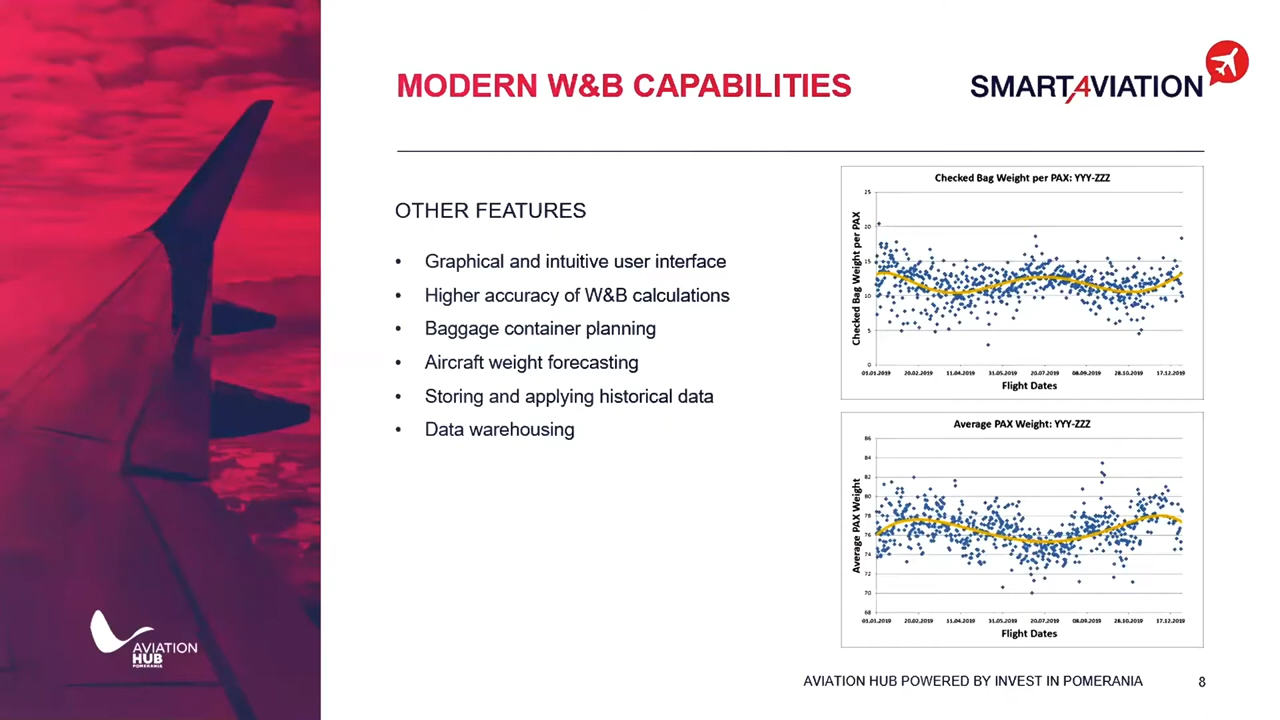 MODERN W&B CAPABILITIES
SMARTAVIATION
OTHER FEATURES
• Graphical and intuitive user interface
• Higher accuracy of W&B calculations
• Baggage container planning
• Aircraft weight forecasting
• Storing and applying historical data
• Data warehousing
Checked Bag Weight per PAX: YYY-ZZZ
Checked Bag Weight per PAX
25
20
15
10
5
0
01.01.2019 20.02.2019 11.04.2019 31.05.2019 20.07.2019 08.09.2019 28.10.2019 17.12.2019
Flight Dates
Average PAX Weight: YYY-ZZZ
Average PAX Weight
86
84
82
80
78
76
74
72
70
68
01.01.2019 20.02.2019 11.04.2019 31.05.2019 20.07.2019 08.09.2019 28.10.2019 17.12.2019
Flight Dates
AVIATION
HUB
POMERANIA
AVIATION HUB POWERED BY INVEST IN POMERANIA 8